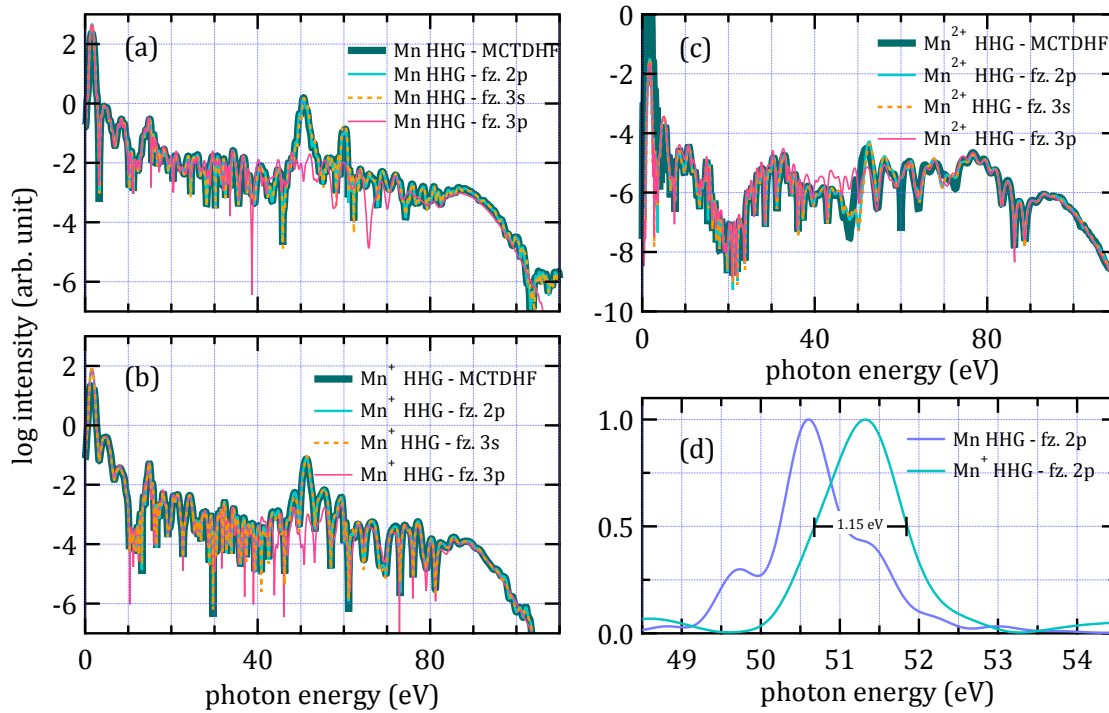 log intensity (arb. unit)
(a)
Mn HHG - MCTDHF
Mn HHG - fz. 2p
Mn HHG - fz. 3s
Mn HHG - fz. 3p
2
0
-2
-4
-6
(b)
Mn+ HHG - MCTDHF
Mn+ HHG - fz. 2p
Mn+ HHG - fz. 3s
Mn+ HHG - fz. 3p
2
0
-2
-4
-6
0 40 80
photon energy (eV)
(c)
Mn2+ HHG - MCTDHF
Mn2+ HHG - fz. 2p
Mn2+ HHG - fz. 3s
Mn2+ HHG - fz. 3p
0
-2
-4
-6
-8
-10
0 40 80
photon energy (eV)
(d)
Mn HHG - fz. 2p
Mn+ HHG - fz. 2p
1.15 eV
1.0
0.5
0.0
49 50 51 52 53 54
photon energy (eV)